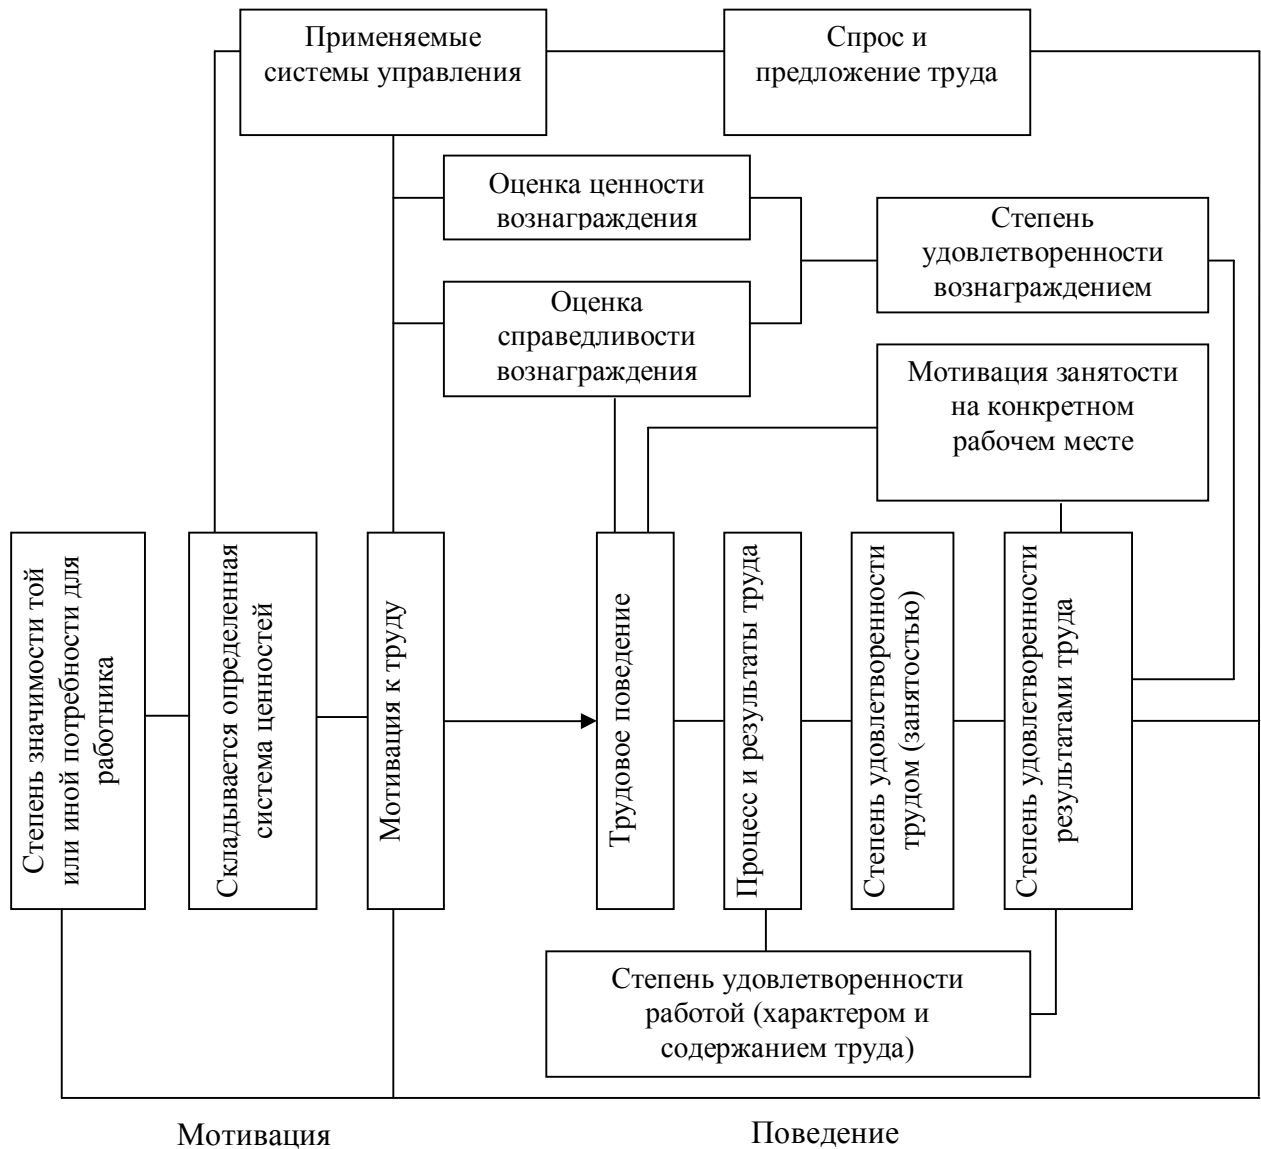 Применяемые
системы управления
Спрос и
предложение труда
Оценка ценности
вознаграждения
Степень
удовлетворенности
вознаграждением
Оценка
справедливости
вознаграждения
Мотивация занятости
на конкретном
рабочем месте
Степень значимости той
или иной потребности для
работника
Складывается определенная
система ценностей
Мотивация к труду
Трудовое поведение
Процесс и результаты труда
Степень удовлетворенности
трудом (занятостью)
Степень удовлетворенности
результатами труда
Степень удовлетворенности
работой (характером и
содержанием труда)
Мотивация
Поведение